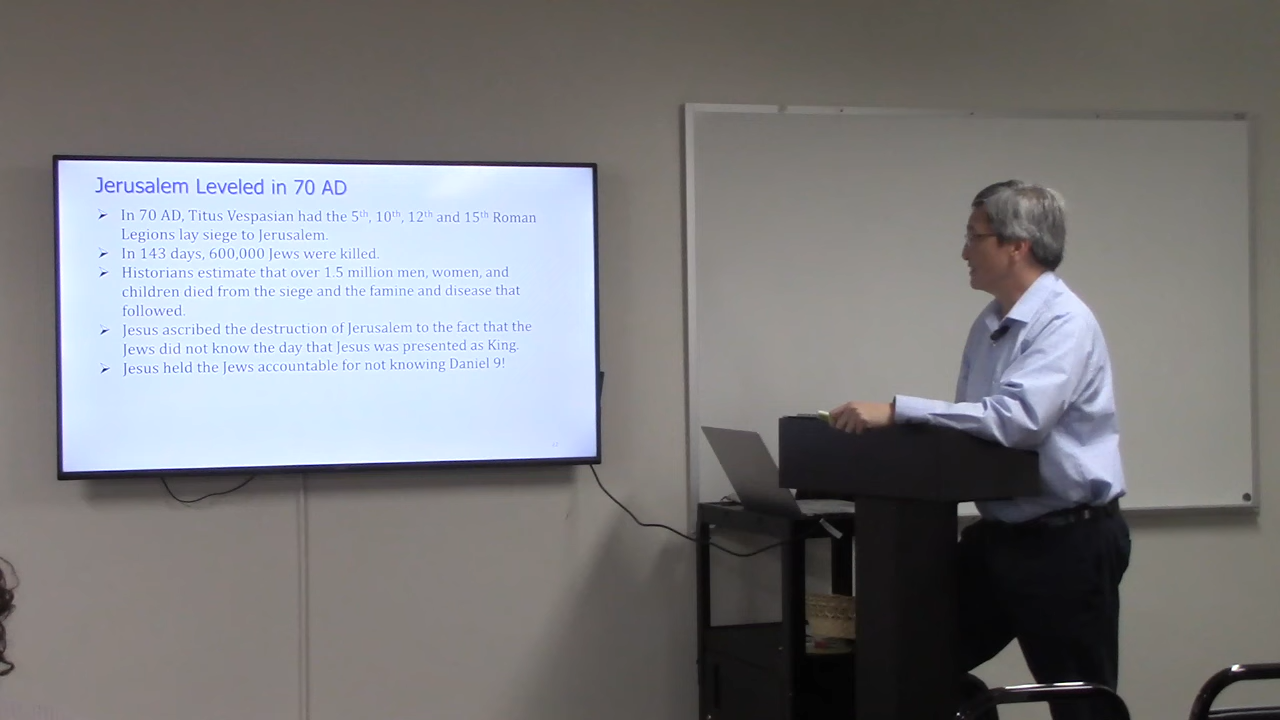 Jerusalem Leveled in 70 AD
➢ In 70 AD, Titus Vespasian had the 5th, 10th, 12th and 15th Roman
Legions lay siege to Jerusalem.
➢ In 143 days, 600,000 Jews were killed.
➢ Historians estimate that over 1.5 million men, women, and
children died from the siege and the famine and disease that
followed.
➢ Jesus ascribed the destruction of Jerusalem to the fact that the
Jews did not know the day that Jesus was presented as King.
➢ Jesus held the Jews accountable for not knowing Daniel 9!